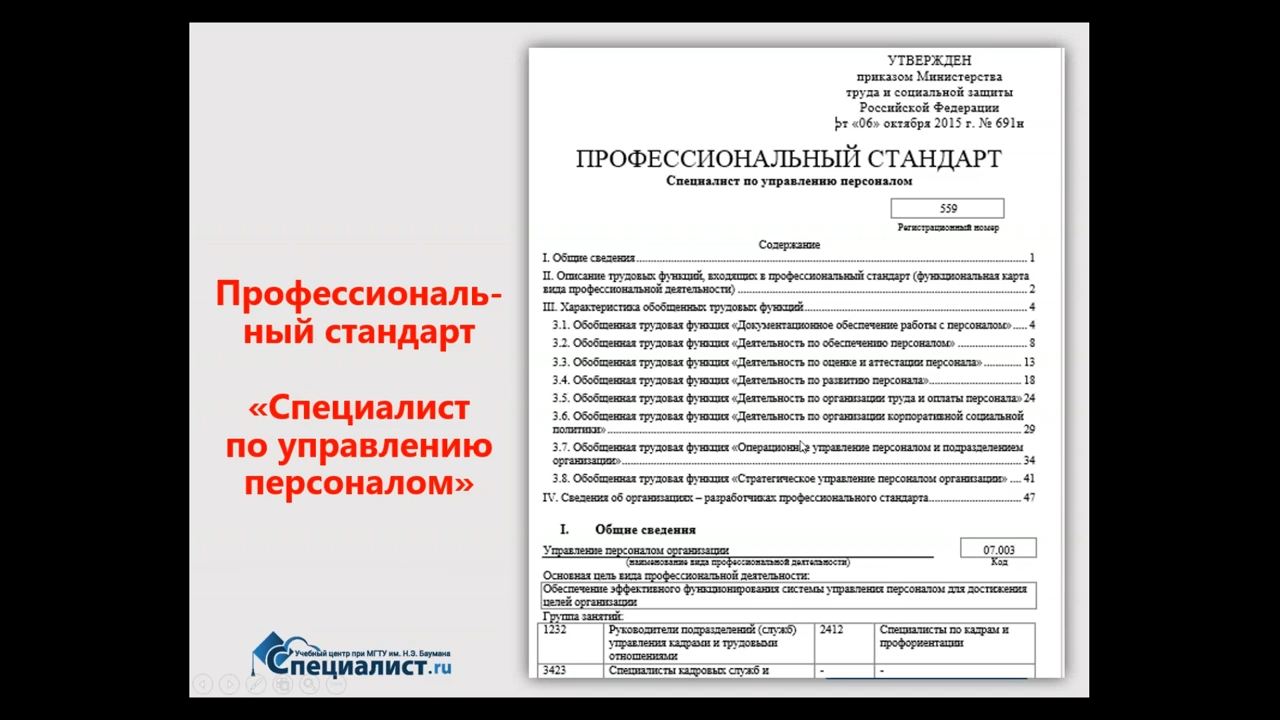 Профессиональ-
ный стандарт
«Специалист
по управлению
персоналом»
Учебный центр при МГТУ им. Н.Э. Баумана
Специалист.ru
УТВЕРЖДЕН
приказом Министерства
труда и социальной защиты
Российской Федерации
от «06» октября 2015 г. № 691н
ПРОФЕССИОНАЛЬНЫЙ СТАНДАРТ
Специалист по управлению персоналом
559
Регистрационный номер
Содержание
I. Общие сведения 1
II. Описание трудовых функций, входящих в профессиональный стандарт (функциональная карта
вида профессиональной деятельности) 2
III. Характеристика обобщенных трудовых функций 4
3.1. Обобщенная трудовая функция «Документационное обеспечение работы с персоналом» 4
3.2. Обобщенная трудовая функция «Деятельность по обеспечению персоналом» 8
3.3. Обобщенная трудовая функция «Деятельность по оценке и аттестации персонала» 13
3.4. Обобщенная трудовая функция «Деятельность по развитию персонала» 18
3.5. Обобщенная трудовая функция «Деятельность по организации труда и оплаты персонала» 24
3.6. Обобщенная трудовая функция «Деятельность по организации корпоративной социальной
политики» 29
3.7. Обобщенная трудовая функция «Операционное управление персоналом и подразделением
организации» 34
3.8. Обобщенная трудовая функция «Стратегическое управление персоналом организации» 41
IV. Сведения об организациях – разработчиках профессионального стандарта 47
I. Общие сведения
Управление персоналом организации 07.003
(наименование вида профессиональной деятельности) Код
Основная цель вида профессиональной деятельности:
Обеспечение эффективного функционирования системы управления персоналом для достижения
целей организации
Группа занятий:
1232 Руководители подразделений (служб) 2412 Специалисты по кадрам и
управления кадрами и трудовыми профориентации
отношениями
3423 Специалисты кадровых служб и - -